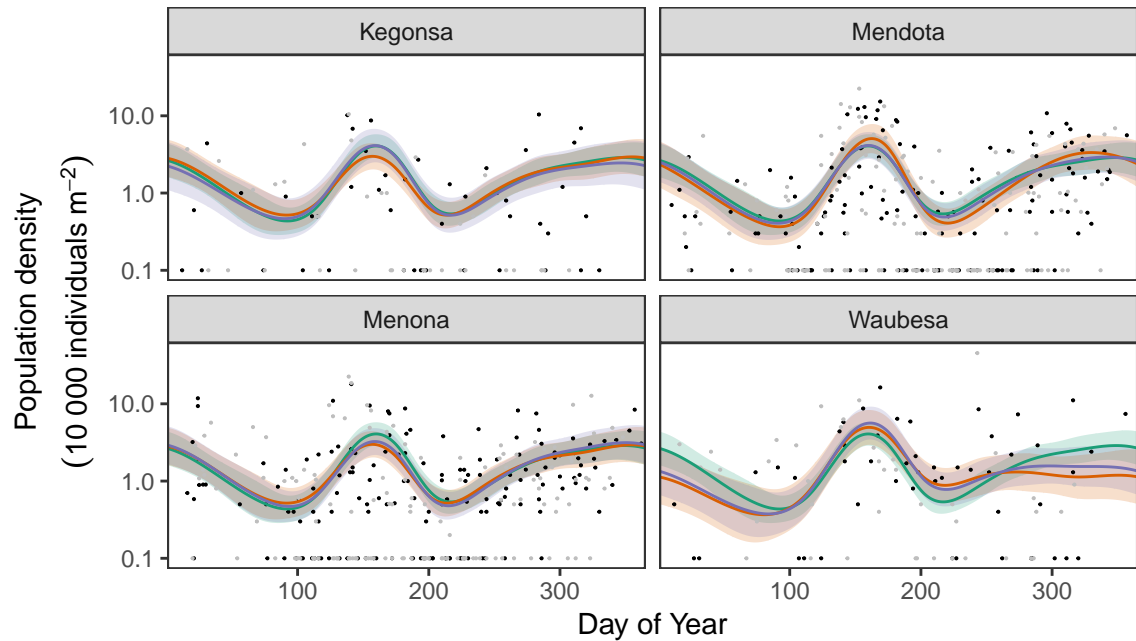 Kegonsa
Mendota
10.0
1.0
0.1
Menona
Waubesa
10.0
1.0
0.1
100
200
300
100
200
300
Day of Year
Population density
(10 000 individuals m⁻²)